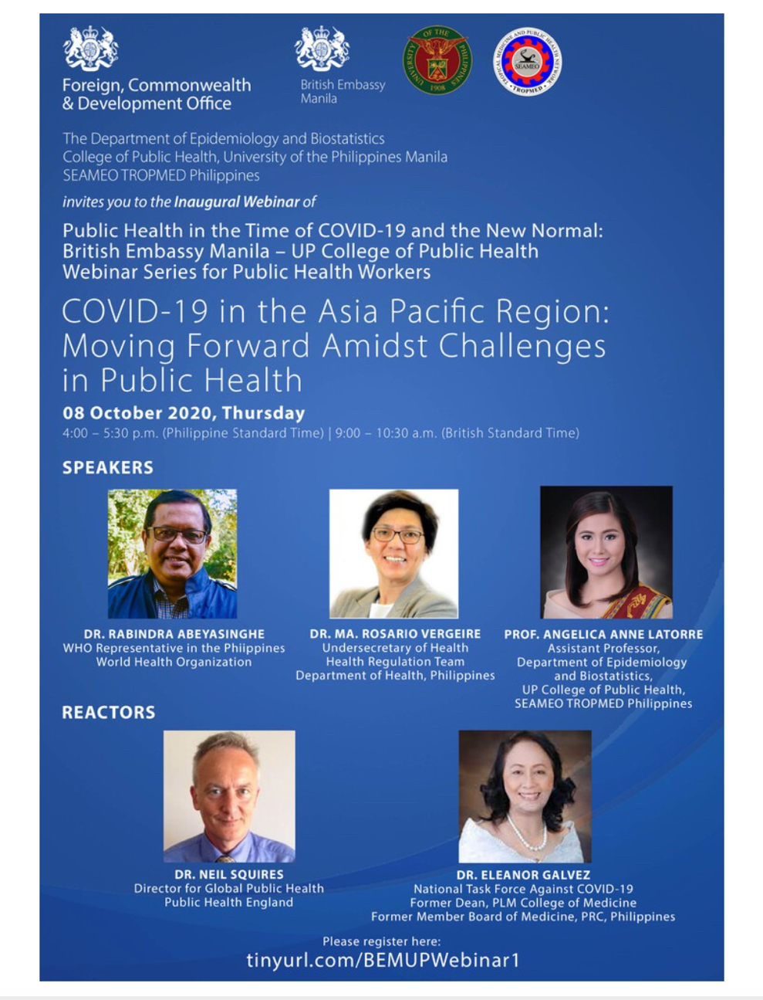 Foreign, Commonwealth
& Development Office
British Embassy
Manila
UNIVERSITY OF THE PHILIPPINES
1908
TROPICAL MEDICINE AND PUBLIC HEALTH NETWORK
SEAMEO
• TROPMED •
The Department of Epidemiology and Biostatistics
College of Public Health, University of the Philippines Manila
SEAMEO TROPMED Philippines
invites you to the Inaugural Webinar of
Public Health in the Time of COVID-19 and the New Normal:
British Embassy Manila – UP College of Public Health
Webinar Series for Public Health Workers
COVID-19 in the Asia Pacific Region:
Moving Forward Amidst Challenges
in Public Health
08 October 2020, Thursday
4:00 – 5:30 p.m. (Philippine Standard Time) | 9:00 – 10:30 a.m. (British Standard Time)
SPEAKERS
DR. RABINDRA ABEYASINGHE
WHO Representative in the Phiippines
World Health Organization
DR. MA. ROSARIO VERGEIRE
Undersecretary of Health
Health Regulation Team
Department of Health, Philippines
PROF. ANGELICA ANNE LATORRE
Assistant Professor,
Department of Epidemiology
and Biostatistics,
UP College of Public Health,
SEAMEO TROPMED Philippines
REACTORS
DR. NEIL SQUIRES
Director for Global Public Health
Public Health England
DR. ELEANOR GALVEZ
National Task Force Against COVID-19
Former Dean, PLM College of Medicine
Former Member Board of Medicine, PRC, Philippines
Please register here:
tinyurl.com/BEMUPWebinar1